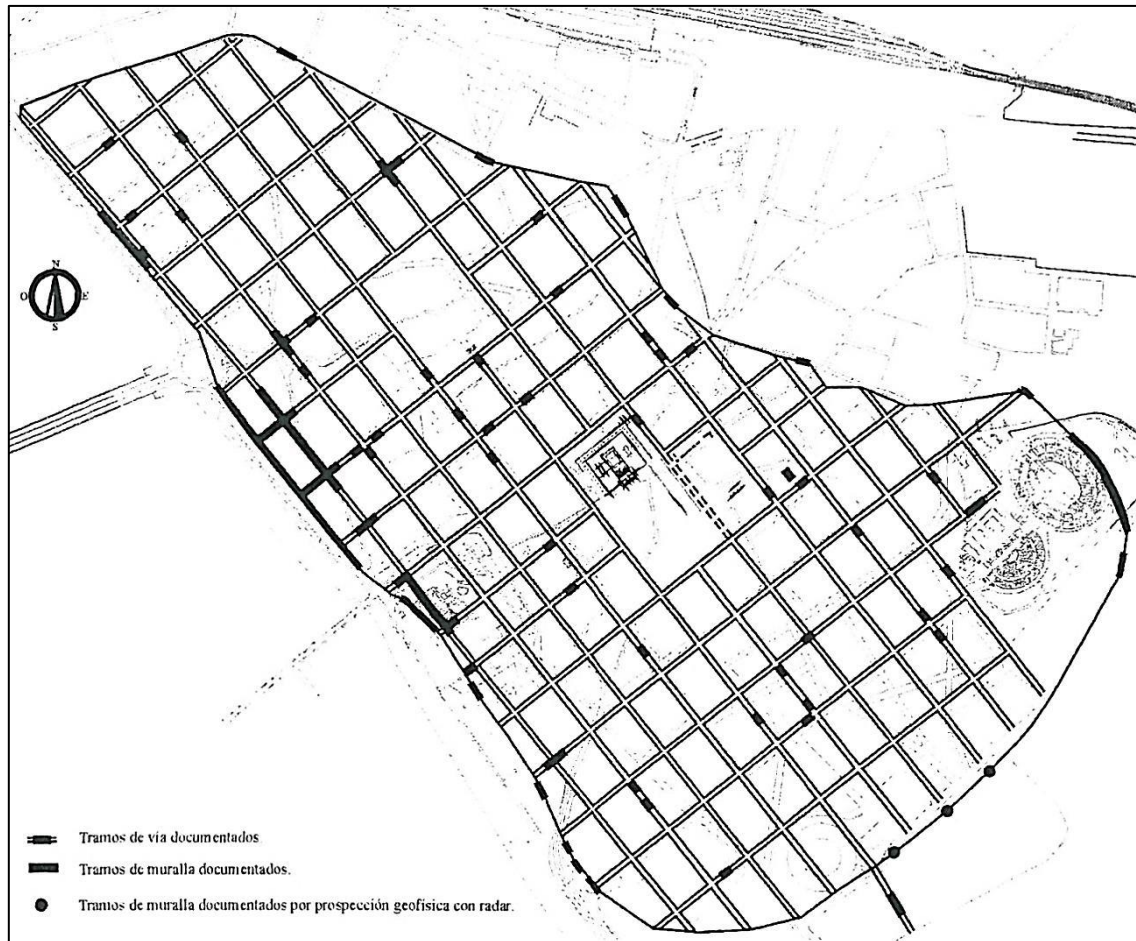 N
O E
S
Tramos de vía documentados
Tramos de muralla documentados.
Tramos de muralla documentados por prospección geofísica con radar.